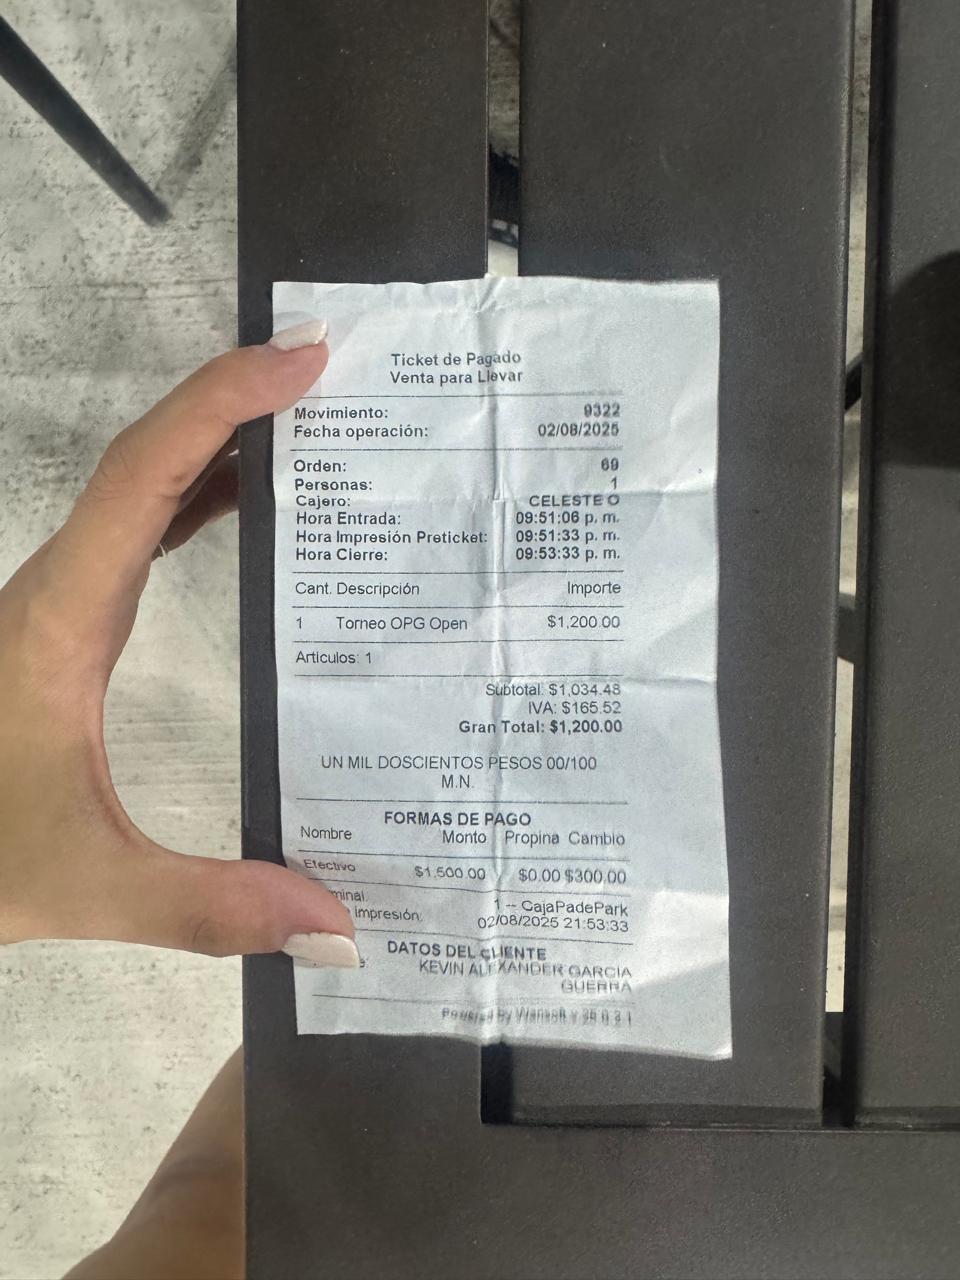 Ticket de Pagado
Venta para Llevar
Movimiento: 9322
Fecha operación: 02/08/2025
Orden: 69
Personas: 1
Cajero: CELESTE O
Hora Entrada: 09:51:06 p. m.
Hora Impresión Preticket: 09:51:33 p. m.
Hora Cierre: 09:53:33 p. m.
Cant. Descripción Importe
1 Torneo OPG Open $1,200.00
Articulos: 1
Subtotal: $1,034.48
IVA: $165.52
Gran Total: $1,200.00
UN MIL DOSCIENTOS PESOS 00/100
M.N.
FORMAS DE PAGO
Nombre Monto Propina Cambio
Efectivo $1,500.00 $0.00 $300.00
minal: 1 -- CajaPadePark
impresión: 02/08/2025 21:53:33
DATOS DEL CLIENTE
KEVIN ALEXANDER GARCIA
GUERRA
Powered by Wansoft